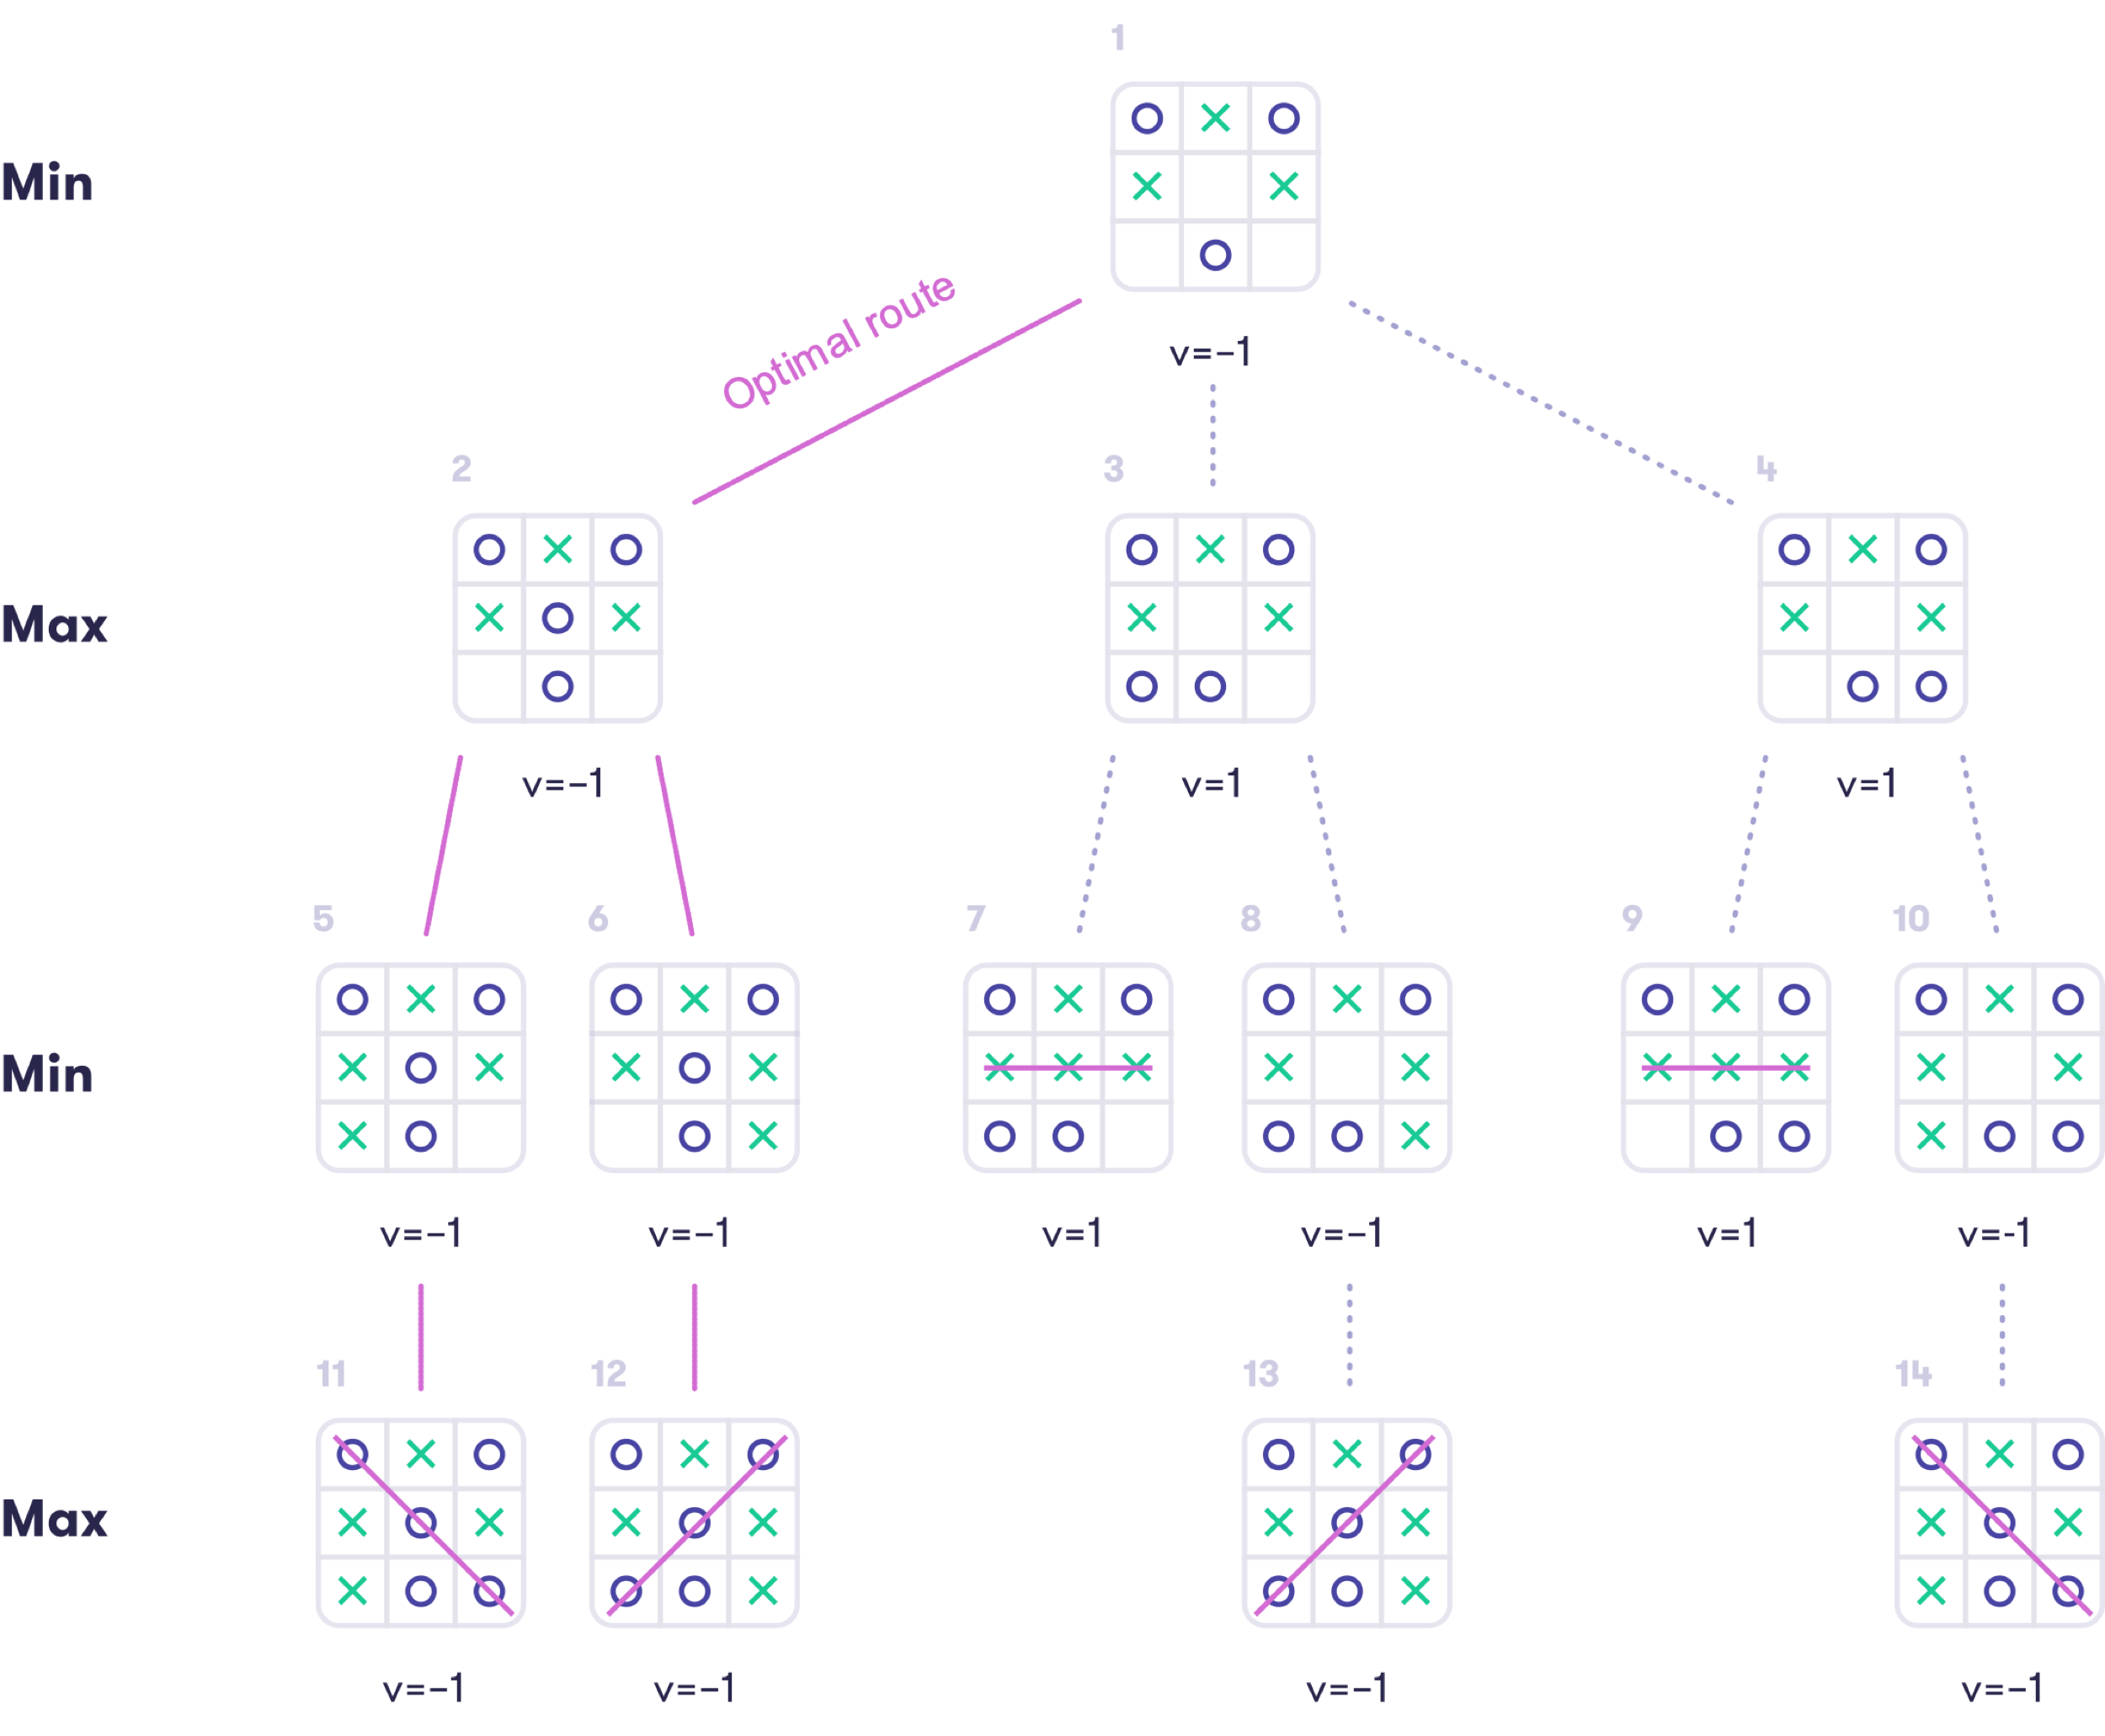 1
Min
v=−1
Optimal route
2
3
4
Max
v=−1
v=1
v=1
5
6
7
8
9
10
Min
v=−1
v=−1
v=1
v=−1
v=1
v=-1
11
12
13
14
Max
v=−1
v=−1
v=−1
v=−1